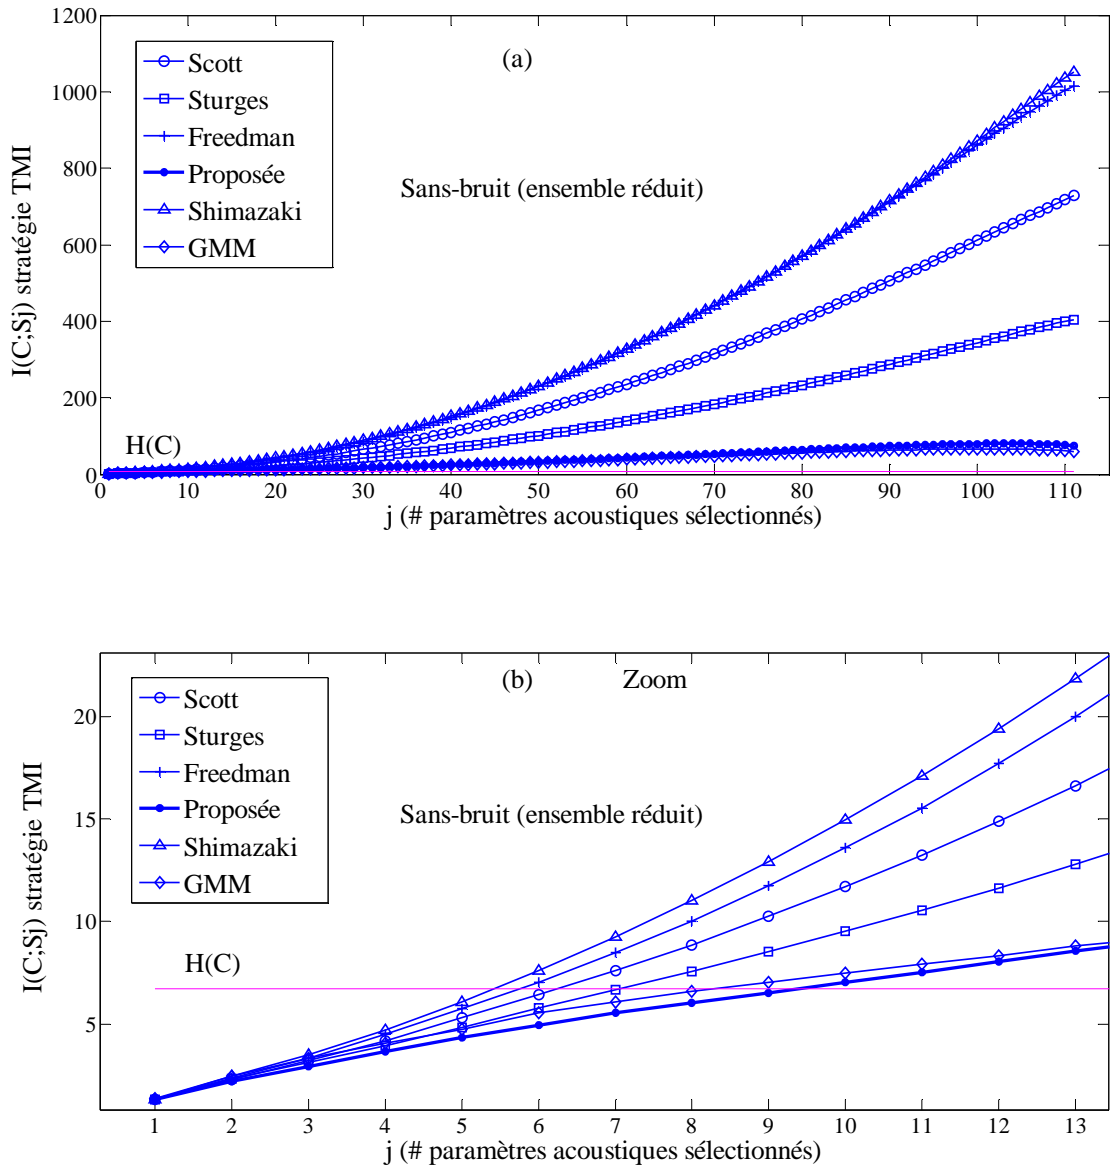 1200
1000
800
600
400
200
0
I(C;Sj) stratégie TMI
Scott
Sturges
Freedman
Proposée
Shimazaki
GMM
(a)
Sans-bruit (ensemble réduit)
H(C)
0 10 20 30 40 50 60 70 80 90 100 110
j (# paramètres acoustiques sélectionnés)
20
15
10
5
I(C;Sj) stratégie TMI
Scott
Sturges
Freedman
Proposée
Shimazaki
GMM
(b) Zoom
Sans-bruit (ensemble réduit)
H(C)
1 2 3 4 5 6 7 8 9 10 11 12 13
j (# paramètres acoustiques sélectionnés)